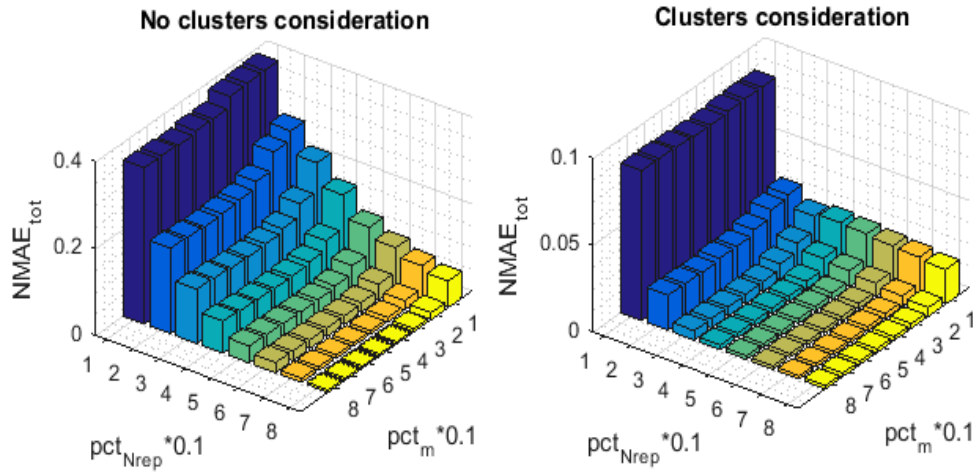 No clusters consideration
0.4
0.2
0
NMAE_tot
1 2 3 4 5 6 7 8
pct_Nrep*0.1
8 7 6 5 4 3 2 1
pct_m*0.1
Clusters consideration
0.1
0.05
0
NMAE_tot
1 2 3 4 5 6 7 8
pct_Nrep*0.1
8 7 6 5 4 3 2 1
pct_m*0.1